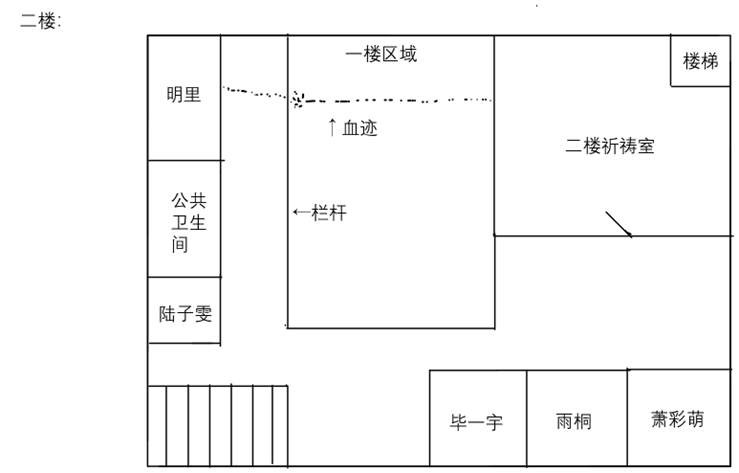 二楼:
一楼区域
楼梯
明里
↑血迹
二楼祈祷室
公共
卫生
间
←栏杆
陆子雯
毕一宇
雨桐
萧彩萌